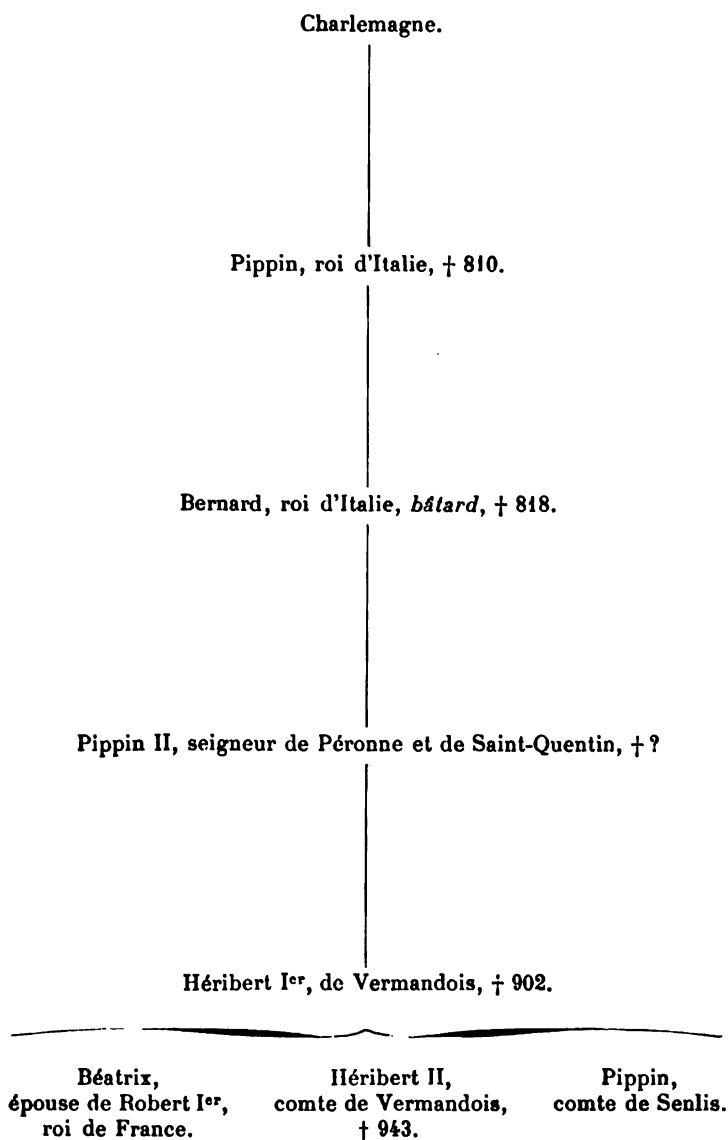 Charlemagne.
Pippin, roi d'Italie, † 810.
Bernard, roi d'Italie, bâtard, † 818.
Pippin II, seigneur de Péronne et de Saint-Quentin, † ?
Héribert Ier, de Vermandois, † 902.
Béatrix,
épouse de Robert Ier,
roi de France.
Héribert II,
comte de Vermandois,
† 943.
Pippin,
comte de Senlis.